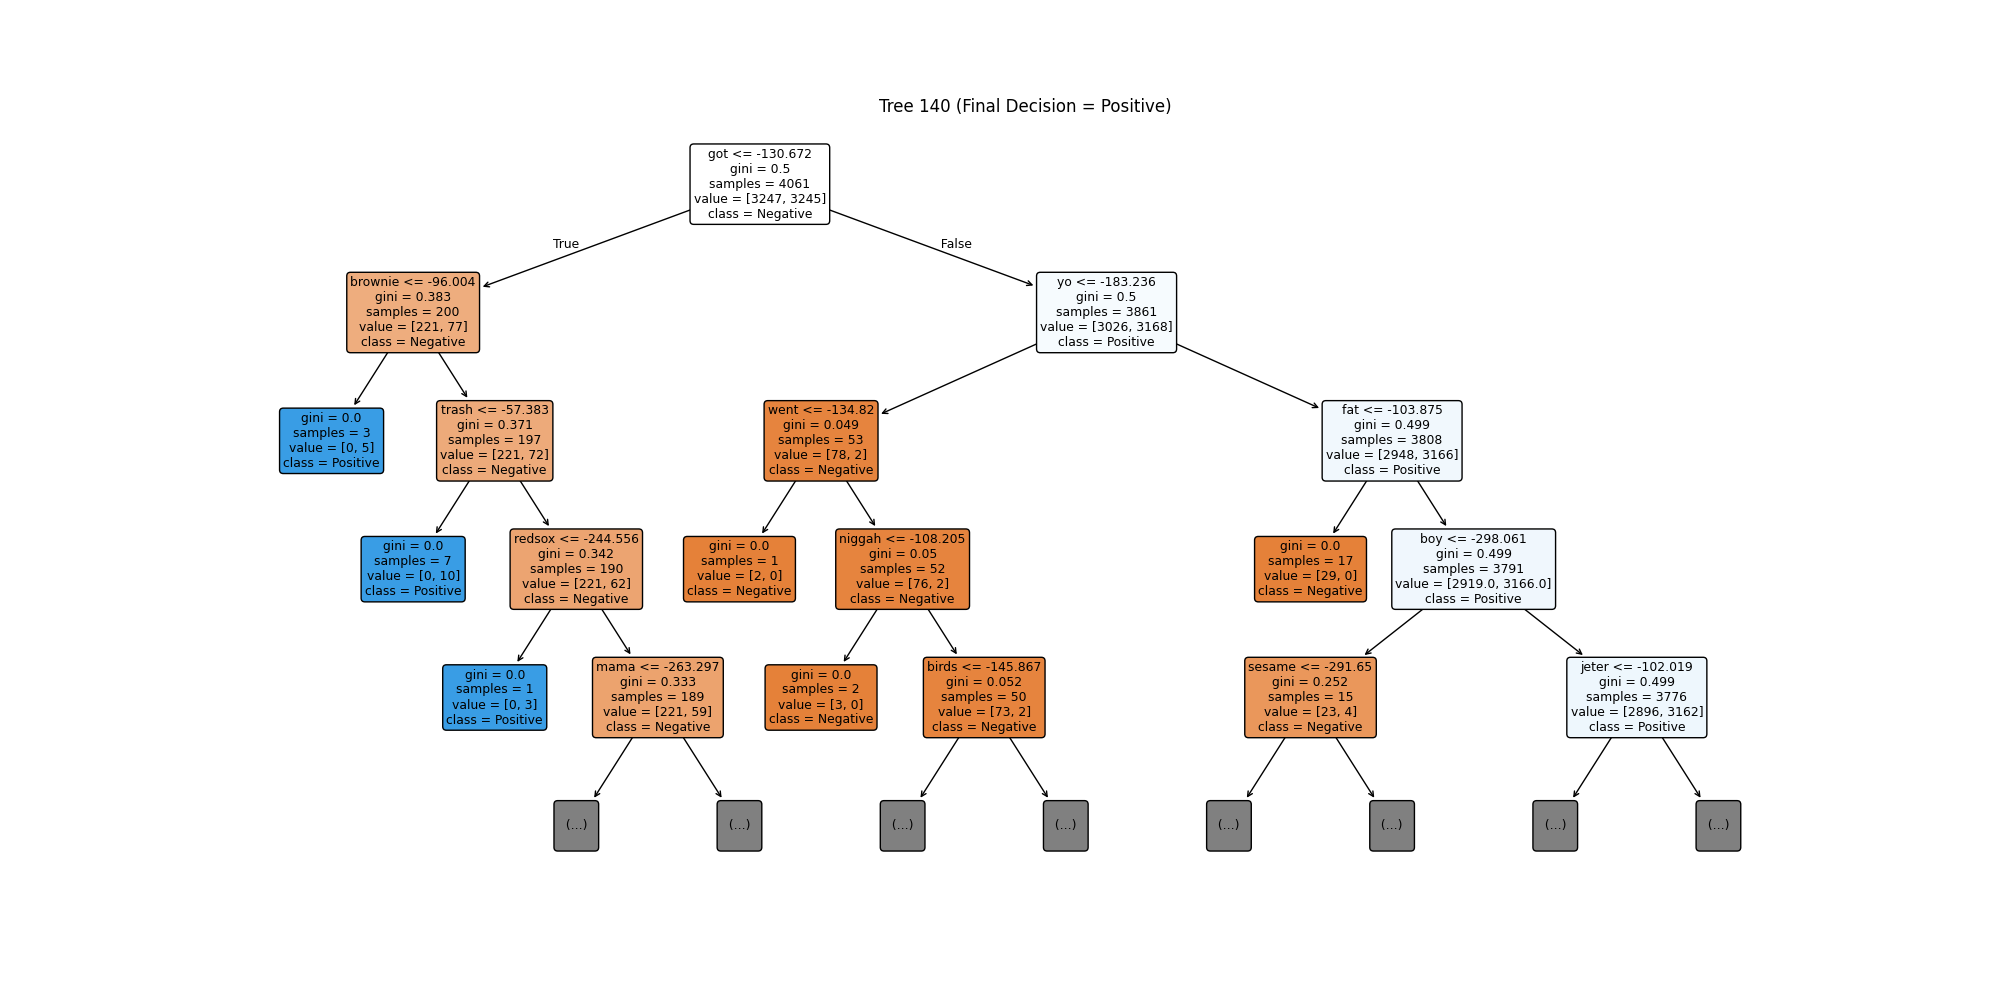 Tree 140 (Final Decision = Positive)
got <= -130.672
gini = 0.5
samples = 4061
value = [3247, 3245]
class = Negative
True
False
brownie <= -96.004
gini = 0.383
samples = 200
value = [221, 77]
class = Negative
yo <= -183.236
gini = 0.5
samples = 3861
value = [3026, 3168]
class = Positive
gini = 0.0
samples = 3
value = [0, 5]
class = Positive
trash <= -57.383
gini = 0.371
samples = 197
value = [221, 72]
class = Negative
went <= -134.82
gini = 0.049
samples = 53
value = [78, 2]
class = Negative
fat <= -103.875
gini = 0.499
samples = 3808
value = [2948, 3166]
class = Positive
gini = 0.0
samples = 7
value = [0, 10]
class = Positive
redsox <= -244.556
gini = 0.342
samples = 190
value = [221, 62]
class = Negative
gini = 0.0
samples = 1
value = [2, 0]
class = Negative
niggah <= -108.205
gini = 0.05
samples = 52
value = [76, 2]
class = Negative
gini = 0.0
samples = 17
value = [29, 0]
class = Negative
boy <= -298.061
gini = 0.499
samples = 3791
value = [2919.0, 3166.0]
class = Positive
gini = 0.0
samples = 1
value = [0, 3]
class = Positive
mama <= -263.297
gini = 0.333
samples = 189
value = [221, 59]
class = Negative
gini = 0.0
samples = 2
value = [3, 0]
class = Negative
birds <= -145.867
gini = 0.052
samples = 50
value = [73, 2]
class = Negative
sesame <= -291.65
gini = 0.252
samples = 15
value = [23, 4]
class = Negative
jeter <= -102.019
gini = 0.499
samples = 3776
value = [2896, 3162]
class = Positive
(...)
(...)
(...)
(...)
(...)
(...)
(...)
(...)